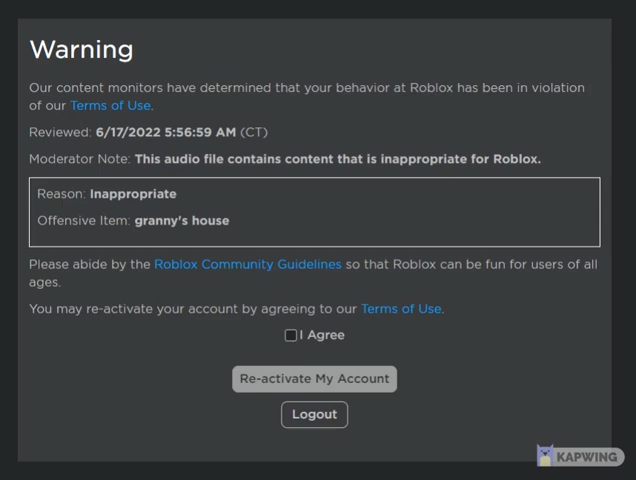 Warning
Our content monitors have determined that your behavior at Roblox has been in violation
of our Terms of Use.
Reviewed: 6/17/2022 5:56:59 AM (CT)
Moderator Note: This audio file contains content that is inappropriate for Roblox.
Reason: Inappropriate
Offensive Item: granny's house
Please abide by the Roblox Community Guidelines so that Roblox can be fun for users of all
ages.
You may re-activate your account by agreeing to our Terms of Use.
I Agree
Re-activate My Account
Logout
KAPWING